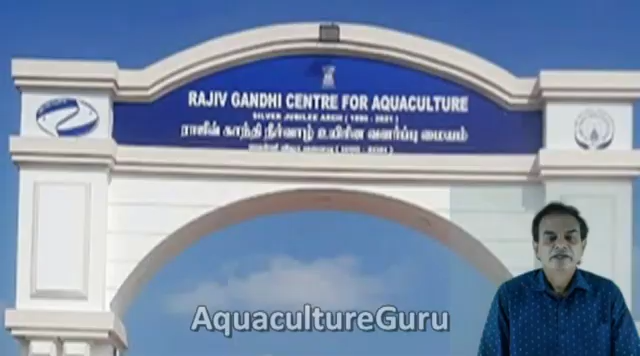 RAJIV GANDHI CENTRE FOR AQUACULTURE
SILVER JUBILEE ARCH (1996 - 2021)
ராஜீவ் காந்தி நீர்வாழ் உயிரின வளர்ப்பு மையம்
AquacultureGuru